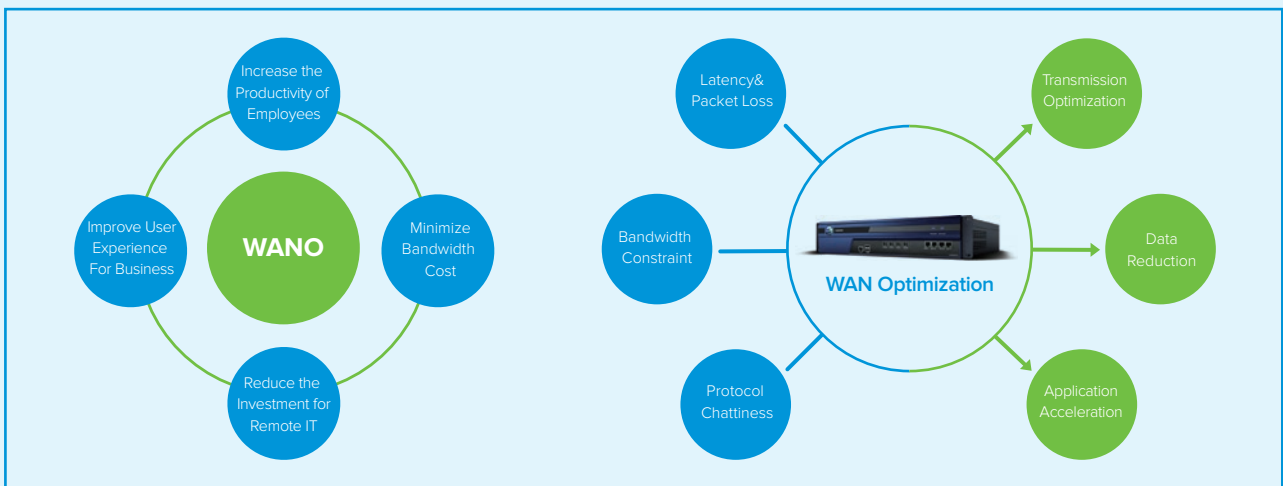 Increase the
Productivity of
Employees
Improve User
Experience
For Business
WANO
Minimize
Bandwidth
Cost
Reduce the
Investment for
Remote IT
Latency&
Packet Loss
Bandwidth
Constraint
Protocol
Chattiness
WAN Optimization
Transmission
Optimization
Data
Reduction
Application
Acceleration